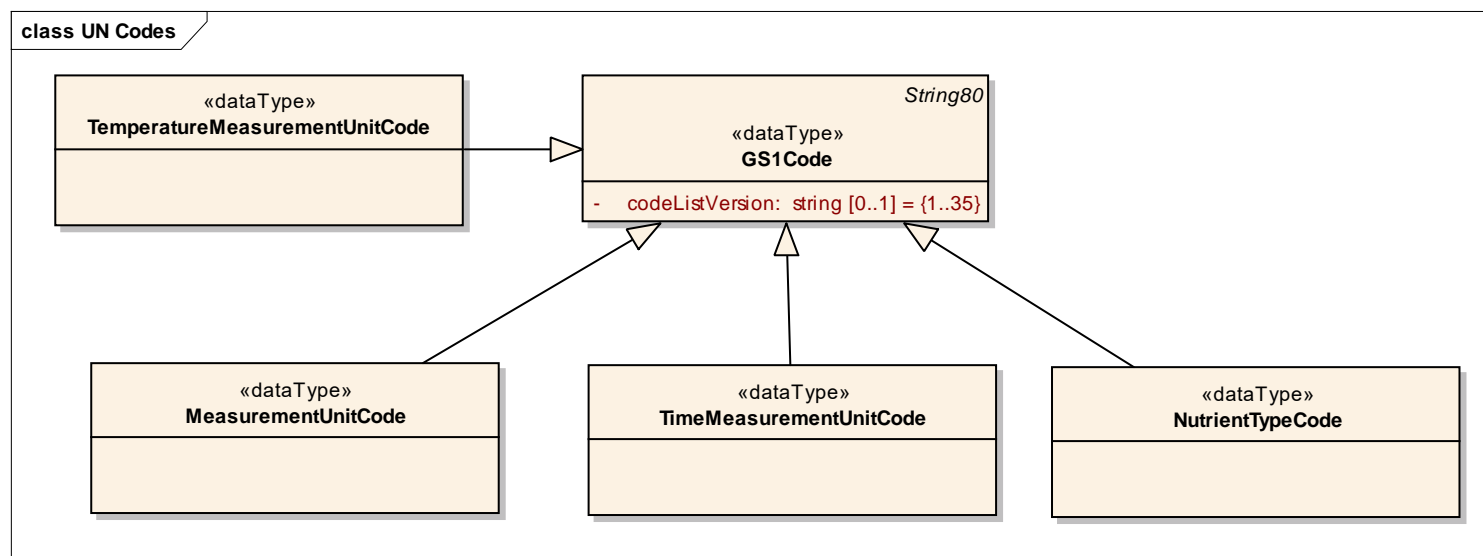 class UN Codes
«dataType»
TemperatureMeasurementUnitCode
String80
«dataType»
GS1Code
- codeListVersion: string [0..1] = {1..35}
«dataType»
MeasurementUnitCode
«dataType»
TimeMeasurementUnitCode
«dataType»
NutrientTypeCode